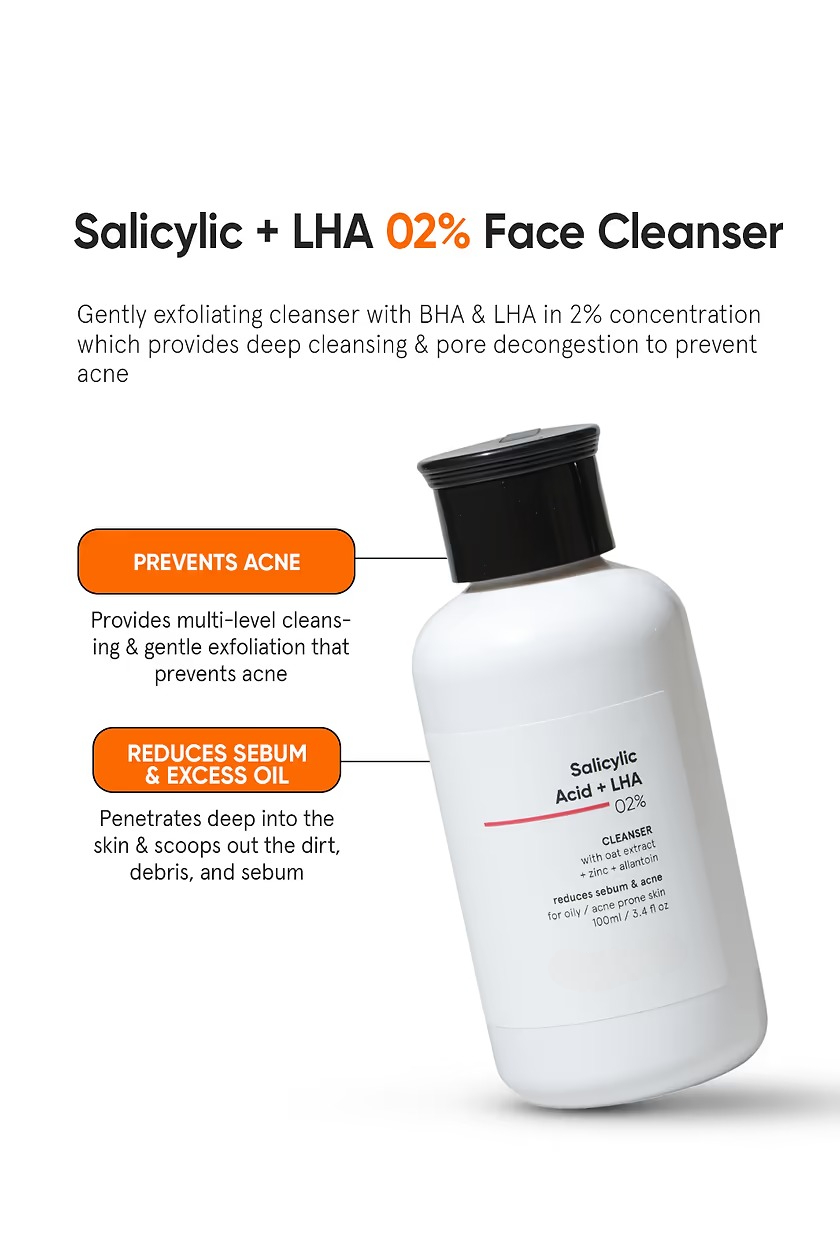 Salicylic + LHA 02% Face Cleanser
Gently exfoliating cleanser with BHA & LHA in 2% concentration
which provides deep cleansing & pore decongestion to prevent
acne
PREVENTS ACNE
Provides multi-level cleans-
ing & gentle exfoliation that
prevents acne
REDUCES SEBUM
& EXCESS OIL
Penetrates deep into the
skin & scoops out the dirt,
debris, and sebum
Salicylic
Acid + LHA
02%
CLEANSER
with oat extract
+ zinc + allantoin
reduces sebum & acne
for oily / acne prone skin
100ml / 3.4 fl oz